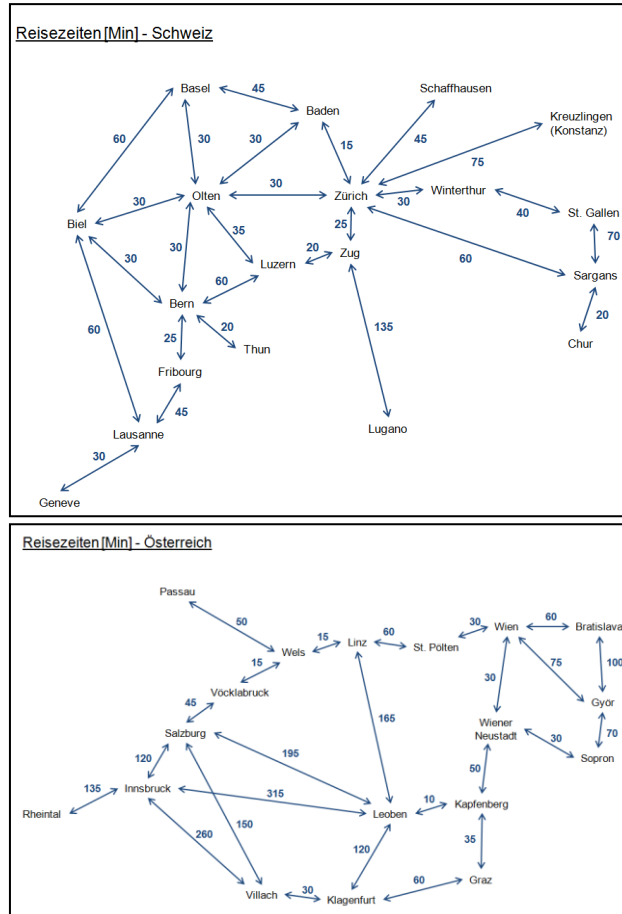 Reisezeiten [Min] - Schweiz
Basel
45
Schaffhausen
Baden
Kreuzlingen
(Konstanz)
60
30
30
15
45
75
30
30
Olten
Zürich
30
Winterthur
Biel
40
St. Gallen
25
35
70
30
30
20
Zug
Luzern
60
60
Sargans
Bern
20
60
25
20
Thun
135
Chur
Fribourg
45
Lausanne
Lugano
30
Geneve
Reisezeiten [Min] - Österreich
Passau
50
Wels
15
Linz
60
St. Pölten
30
Wien
60
Bratislava
15
75
100
Vöcklabruck
30
45
Györ
165
Salzburg
Wiener
Neustadt
70
195
30
120
Sopron
50
135
Innsbruck
315
10
Kapfenberg
Rheintal
Leoben
150
260
35
120
60
Graz
Villach
30
Klagenfurt